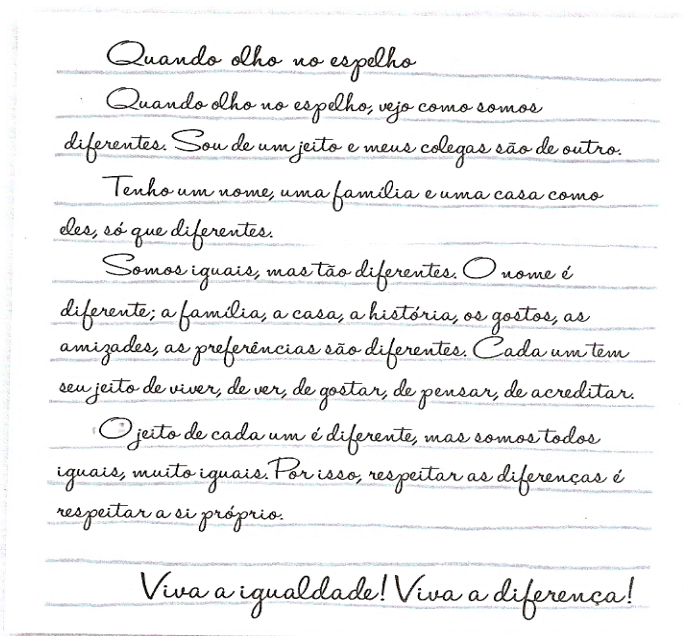 Quando olho no espelho
Quando olho no espelho, vejo como somos
diferentes. Sou de um jeito e meus colegas são de outro.
Tenho um nome, uma família e uma casa como
eles, só que diferentes.
Somos iguais, mas tão diferentes. O nome é
diferente; a família, a casa, a história, os gostos, as
amizades, as preferências são diferentes. Cada um tem
seu jeito de viver, de ver, de gostar, de pensar, de acreditar.
O jeito de cada um é diferente, mas somos todos
iguais, muito iguais. Por isso, respeitar as diferenças é
respeitar a si próprio.
Viva a igualdade! Viva a diferença!